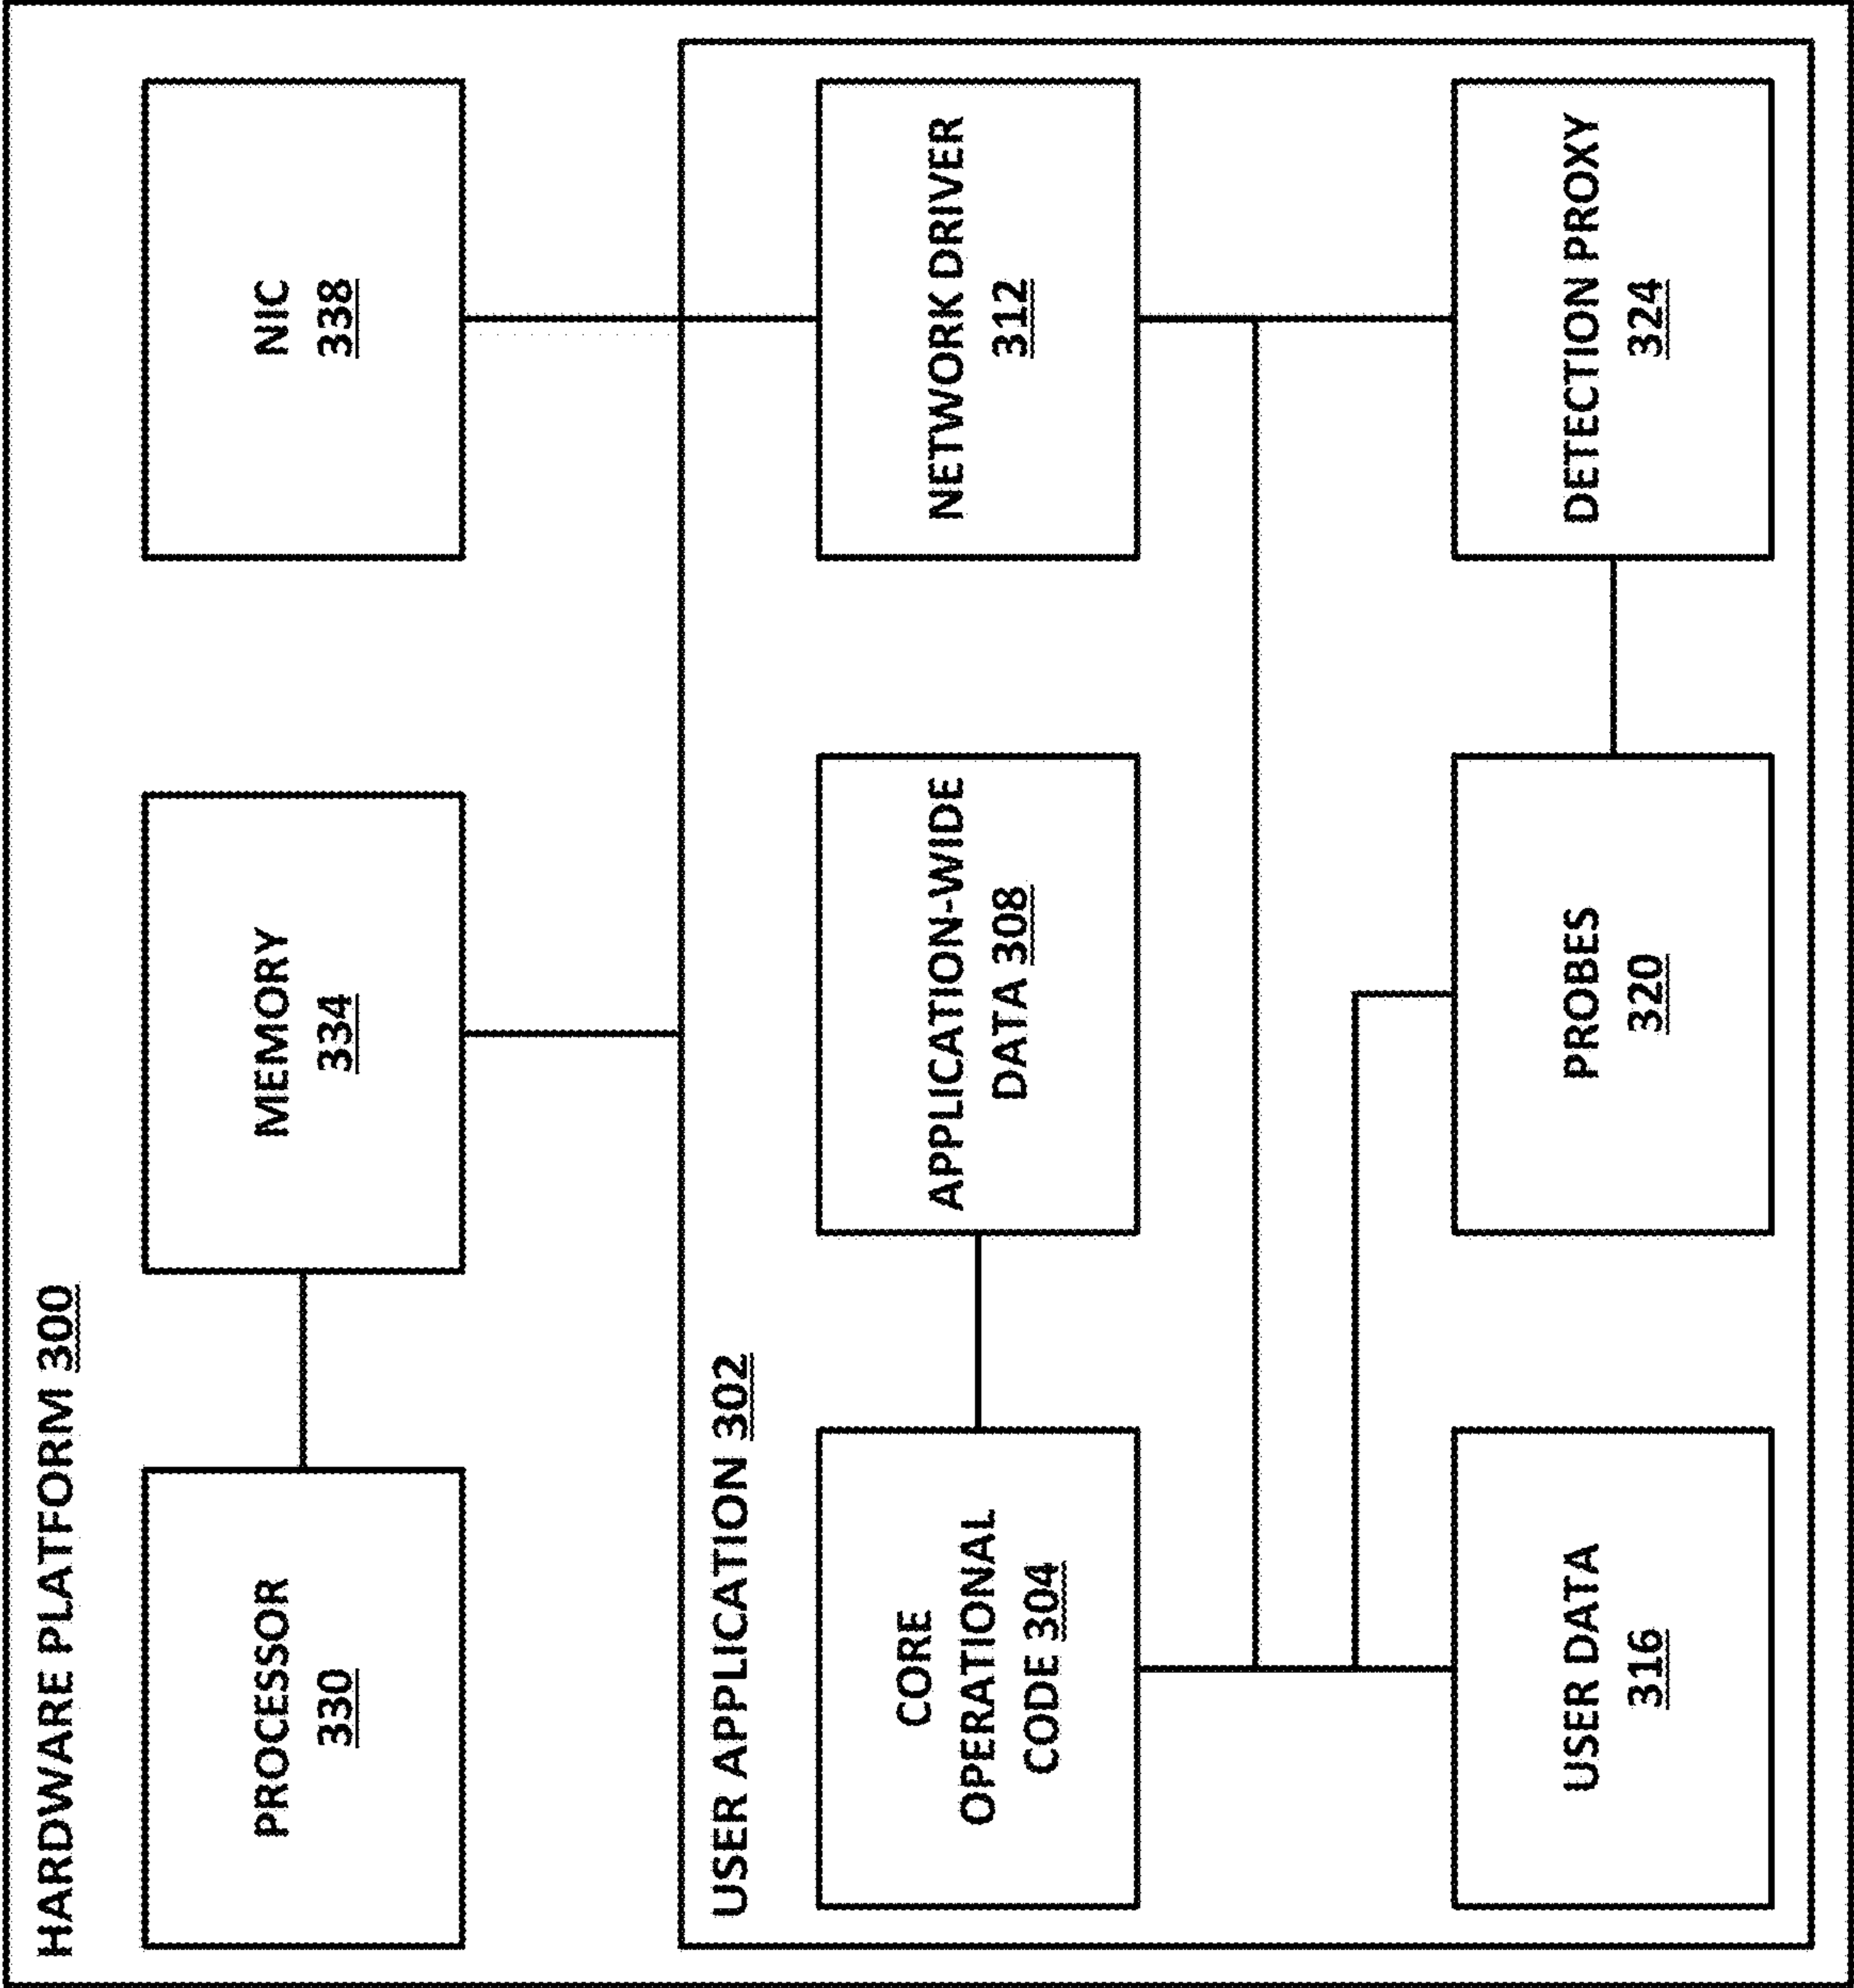 HARDWARE PLATFORM 300
PROCESSOR
330
MEMORY
334
NIC
338
USER APPLICATION 302
CORE
OPERATIONAL
CODE 304
APPLICATION-WIDE
DATA 308
NETWORK DRIVER
312
USER DATA
316
PROBES
320
DETECTION PROXY
324